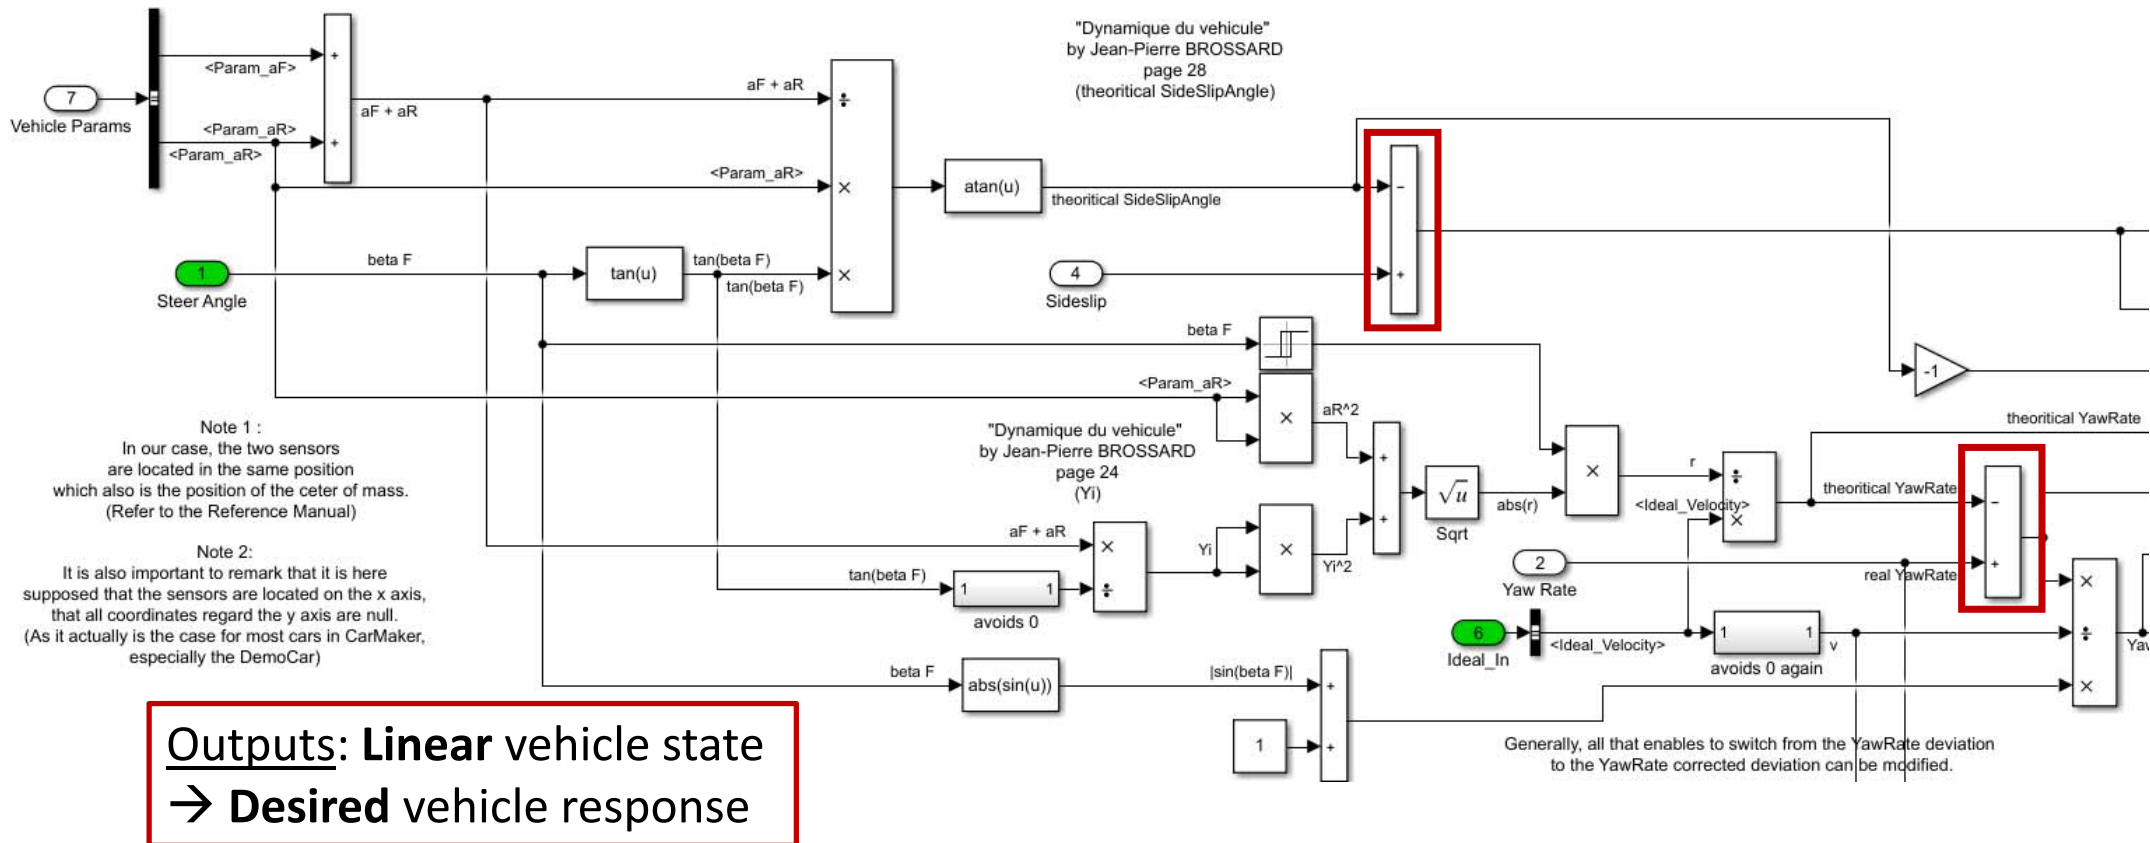 "Dynamique du vehicule"
by Jean-Pierre BROSSARD
page 28
(theoritical SideSlipAngle)
<Param_aF>
+
7
Vehicle Params
aF + aR
aF + aR
÷
<Param_aR>
+
<Param_aR>
<Param_aR>
×
atan(u)
theoritical SideSlipAngle
−
1
Steer Angle
beta F
tan(u)
tan(beta F)
tan(beta F)
×
4
Sideslip
+
beta F
-1
<Param_aR>
×
aR^2
Note 1 :
In our case, the two sensors
are located in the same position
which also is the position of the ceter of mass.
(Refer to the Reference Manual)
"Dynamique du vehicule"
by Jean-Pierre BROSSARD
page 24
(Yi)
+
+
√u
Sqrt
abs(r)
×
r
÷
<Ideal_Velocity>
×
theoritical YawRate
theoritical YawRate
−
Note 2:
It is also important to remark that it is here
supposed that the sensors are located on the x axis,
that all coordinates regard the y axis are null.
(As it actually is the case for most cars in CarMaker,
especially the DemoCar)
aF + aR
×
÷
Yi
×
Yi^2
tan(beta F)
1 1
avoids 0
2
Yaw Rate
real YawRate
+
×
6
Ideal_In
<Ideal_Velocity>
1 1
avoids 0 again
v
÷
Yaw
beta F
abs(sin(u))
|sin(beta F)|
+
×
1
+
Generally, all that enables to switch from the YawRate deviation
to the YawRate corrected deviation can be modified.
Outputs: Linear vehicle state
→ Desired vehicle response